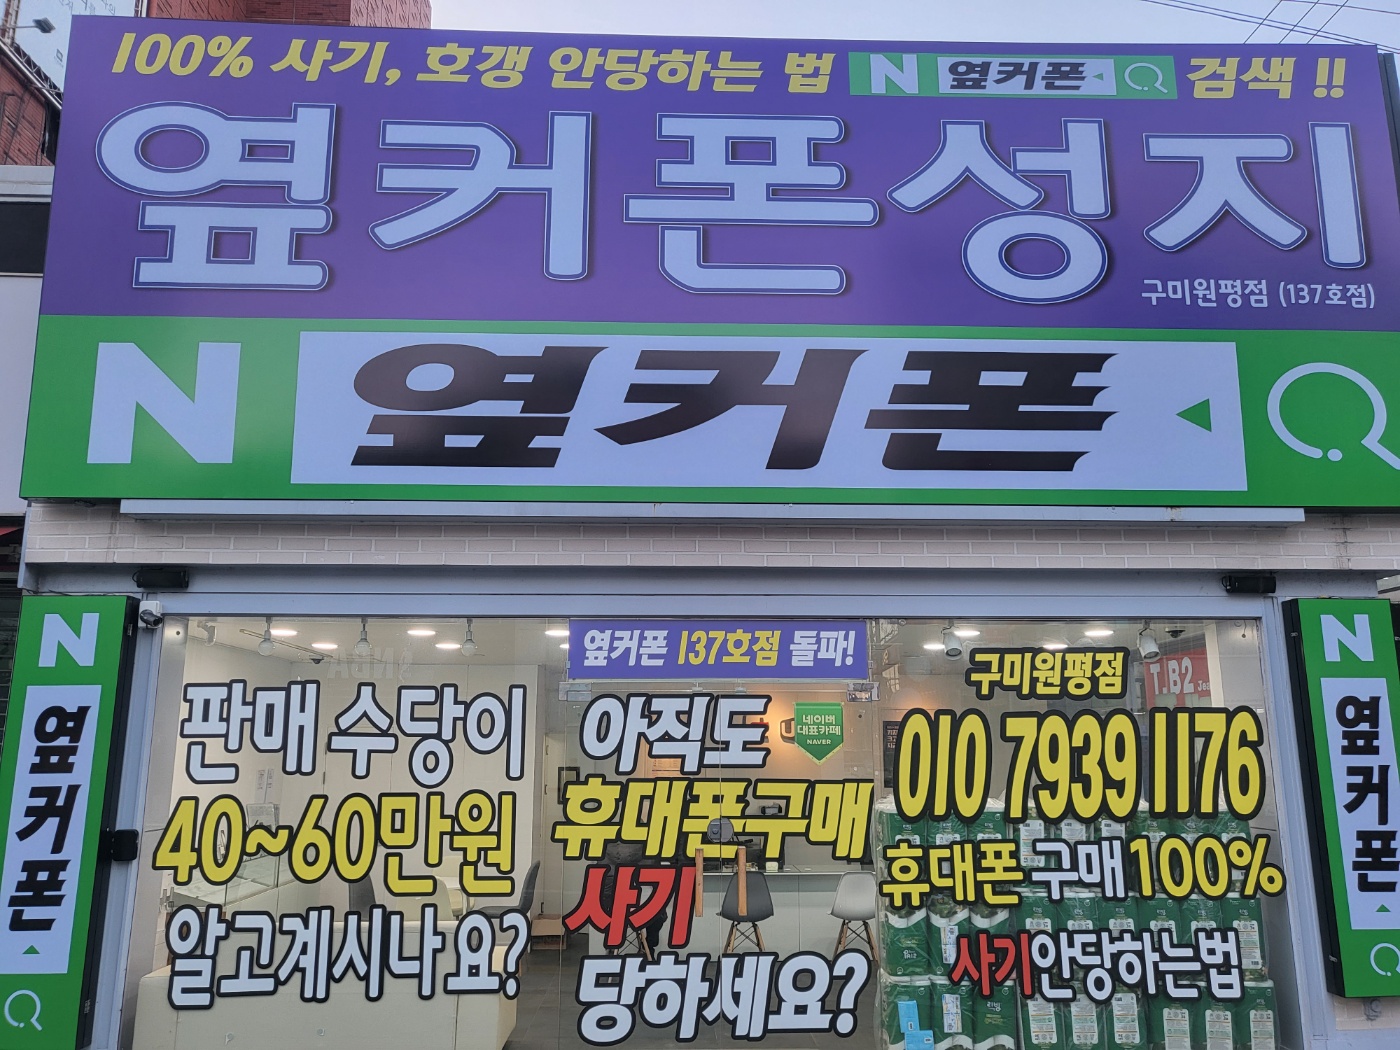 100% 사기, 호갱 안당하는 법 N 옆커폰 검색 !!
옆커폰성지
구미원평점 (137호점)
N 옆커폰
N
옆커폰
옆커폰 137호점 돌파!
판매 수당이
40~60만원
알고계시나요?
아직도
휴대폰구매
사기
당하세요?
네이버
대표카페
NAVER
구미원평점
010 7939 1176
휴대폰 구매 100%
사기안당하는법
T.B2
N
옆커폰